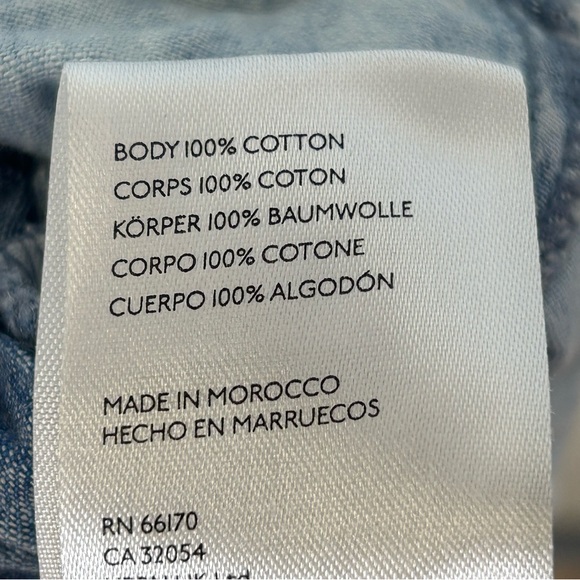 BODY 100% COTTON
CORPS 100% COTON
KÖRPER 100% BAUMWOLLE
CORPO 100% COTONE
CUERPO 100% ALGODÓN
MADE IN MOROCCO
HECHO EN MARRUECOS
RN 66170
CA 32054